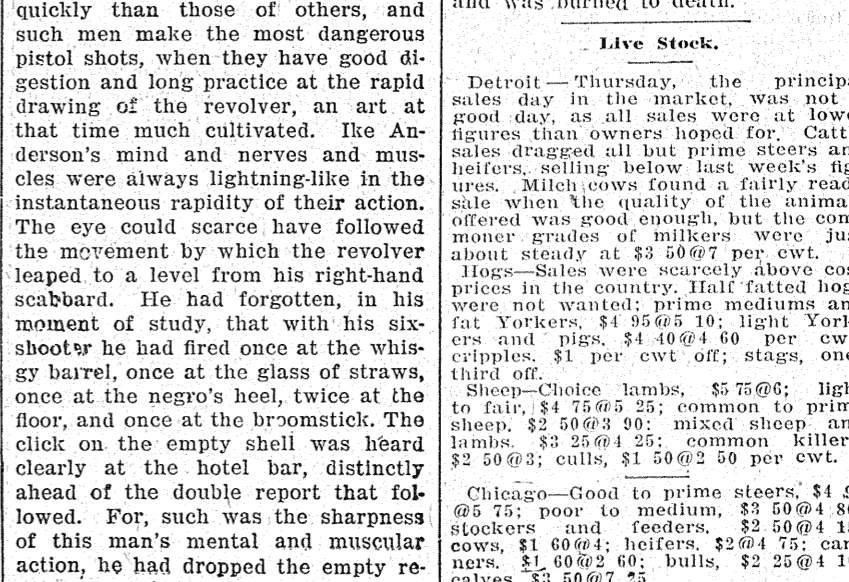 quickly than those of others, and
such men make the most dangerous
pistol shots, when they have good di-
gestion and long practice at the rapid
drawing of the revolver, an art at
that time much cultivated. Ike An-
derson's mind and nerves and mus-
cles were always lightning-like in the
instantaneous rapidity of their action.
The eye could scarce have followed
the movement by which the revolver
leaped to a level from his right-hand
scabbard. He had forgotten, in his
moment of study, that with his six-
shooter he had fired once at the whis-
gy barrel, once at the glass of straws,
once at the negro's heel, twice at the
floor, and once at the broomstick. The
click on the empty shell was heard
clearly at the hotel bar, distinctly
ahead of the double report that fol-
lowed. For, such was the sharpness
of this man's mental and muscular
action, he had dropped the empty re-
and was burned to death.
Live Stock.
Detroit — Thursday, the princip
sales day in the market, was not
good day, as all sales were at low
figures than owners hoped for. Catt
sales dragged all but prime steers an
heifers, selling below last week's fig
ures. Milch cows found a fairly read
sale when the quality of the anima
offered was good enough, but the com
moner grades of milkers were jus
about steady at $3 50@7 per cwt.
Hogs—Sales were scarcely above cos
prices in the country. Half fatted hog
were not wanted; prime mediums an
fat Yorkers, $4 95@5 10; light York
ers and pigs, $4 40@4 60 per cw
cripples, $1 per cwt off; stags, one
third off.
Sheep—Choice lambs, $5 75@6; ligh
to fair, $4 75@5 25; common to prim
sheep, $2 50@3 90; mixed sheep an
lambs, $3 25@4 25; common killer
$2 50@3; culls, $1 50@2 50 per cwt.
Chicago—Good to prime steers, $4
@5 75; poor to medium, $3 50@4
stockers and feeders, $2 50@4
cows, $1 60@4; heifers, $2@4 75; can
ners, $1 60@2 60; bulls, $2 25@4
calves, $3 50@7 25